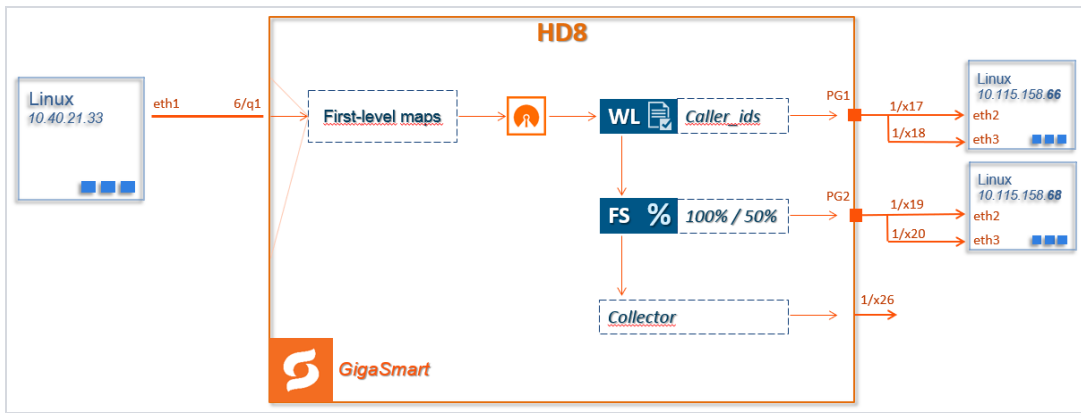 HD8
Linux
10.40.21.33
eth1
6/q1
First-level maps
WL
Caller_ids
PG1
1/x17
1/x18
Linux
10.115.158.66
eth2
eth3
FS %
100% / 50%
PG2
1/x19
1/x20
Linux
10.115.158.68
eth2
eth3
Collector
1/x26
GigaSmart